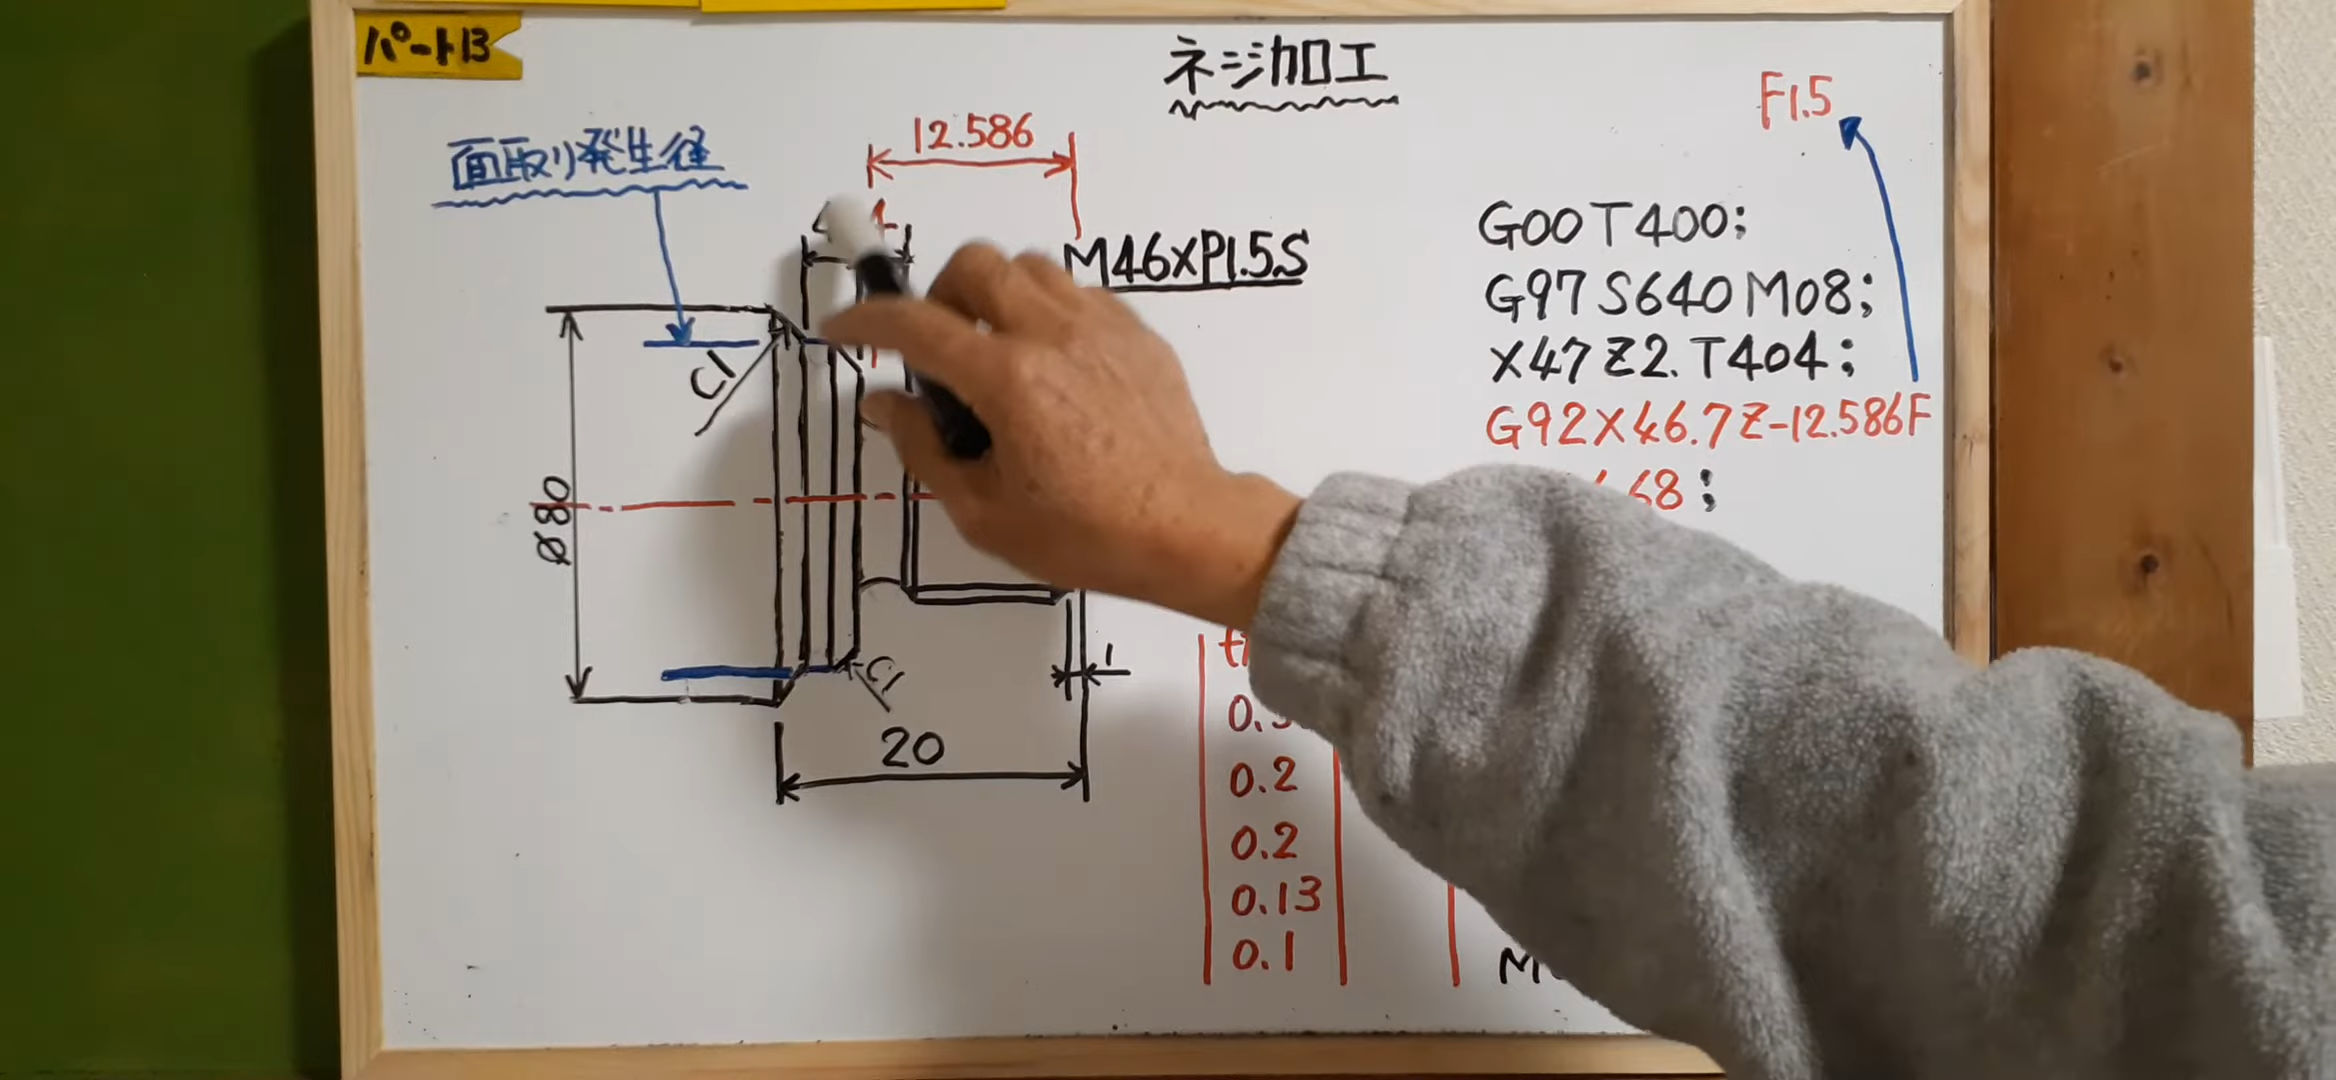 パート13
ネジ加工
F1.5
12.586
面取り発生径
G00T400;
M46XP1.5S
G97S640M08;
X47Z2.T404;
C1
G92X46.7Z-12.586F
68;
ø80
C1
1
0.2
20
0.2
0.13
0.1